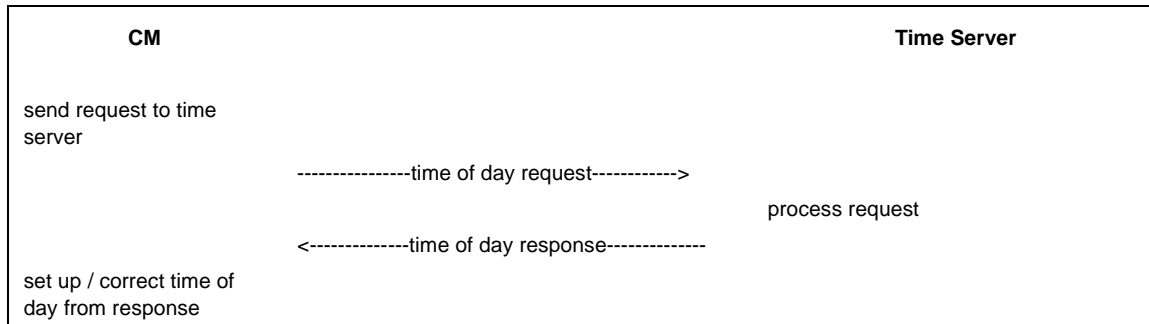 CM Time Server
send request to time
server
----------------time of day request------------>
process request
<--------------time of day response--------------
set up / correct time of
day from response